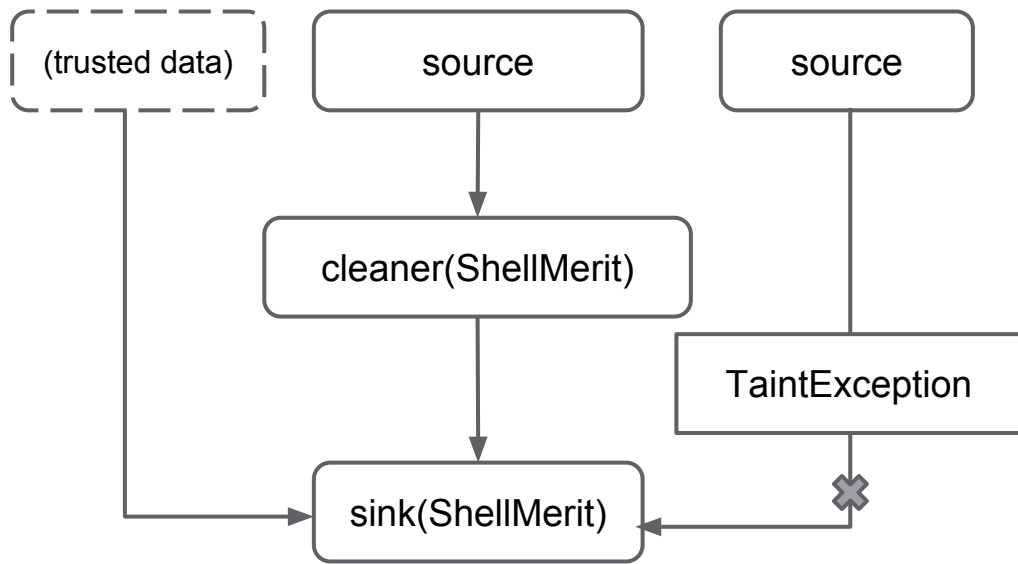 (trusted data)
source
source
cleaner(ShellMerit)
TaintException
sink(ShellMerit)